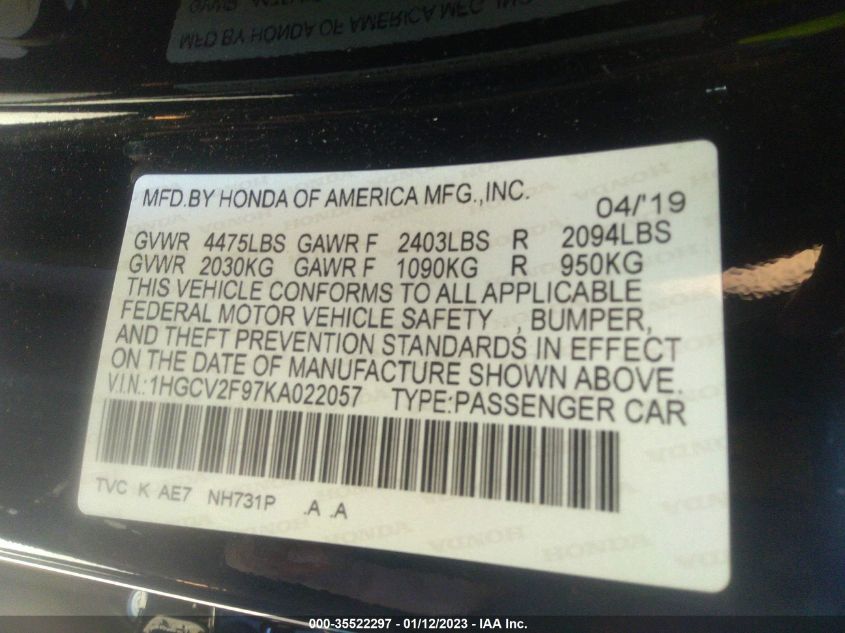 MFD.BY HONDA OF AMERICA MFG.,INC. 04/'19
GVWR 4475LBS GAWR F 2403LBS R 2094LBS
GVWR 2030KG GAWR F 1090KG R 950KG
THIS VEHICLE CONFORMS TO ALL APPLICABLE
FEDERAL MOTOR VEHICLE SAFETY , BUMPER,
AND THEFT PREVENTION STANDARDS IN EFFECT
ON THE DATE OF MANUFACTURE SHOWN ABOVE.
V.I.N.:1HGCV2F97KA022057 TYPE:PASSENGER CAR
TVC K AE7 NH731P .A .A
000-35522297 - 01/12/2023 - IAA Inc.